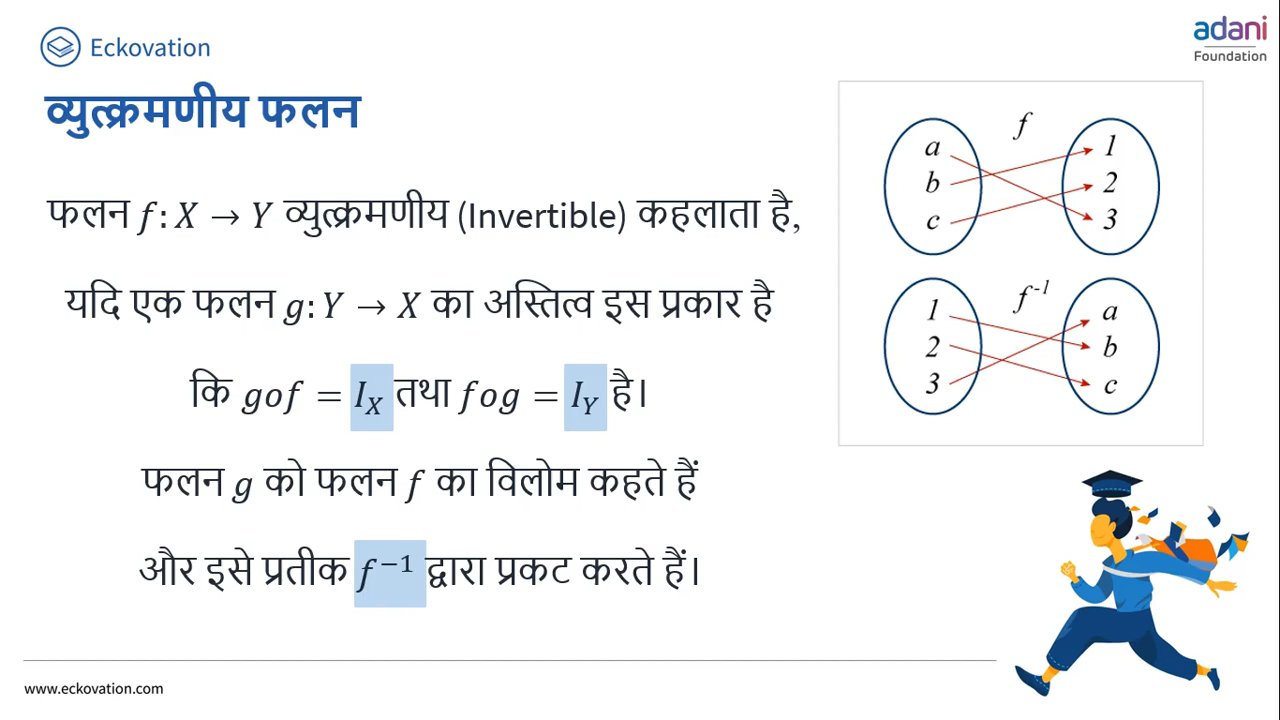 Eckovation
adani
Foundation
व्युत्क्रमणीय फलन
फलन f: X → Y व्युत्क्रमणीय (Invertible) कहलाता है,
यदि एक फलन g: Y → X का अस्तित्व इस प्रकार है
कि gof = I_X तथा fog = I_Y है।
फलन g को फलन f का विलोम कहते हैं
और इसे प्रतीक f⁻¹ द्वारा प्रकट करते हैं।
f
a 1
b 2
c 3
f⁻¹
1 a
2 b
3 c
www.eckovation.com